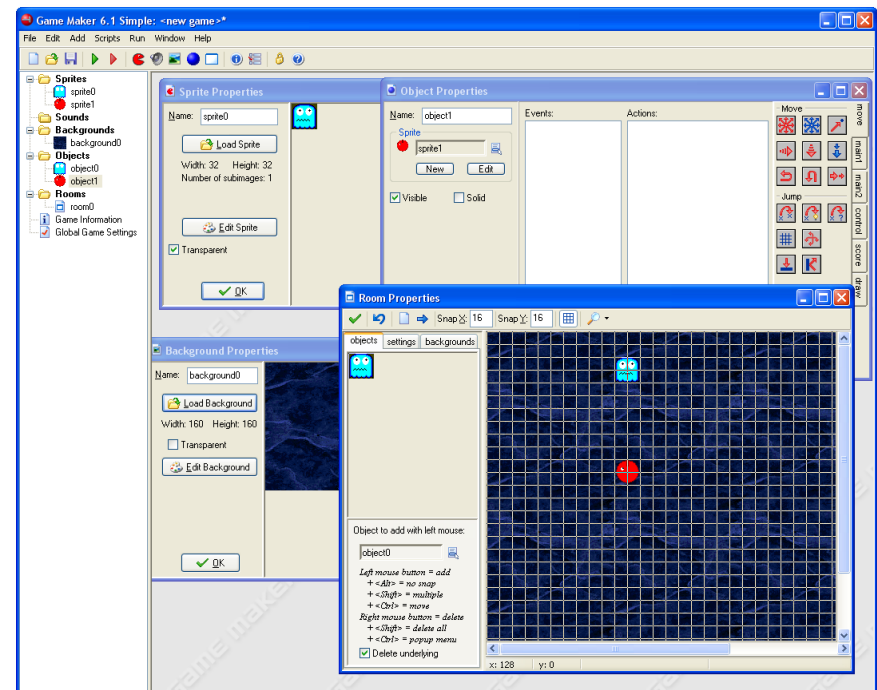 Game Maker 6.1 Simple: <new game>*
File Edit Add Scripts Run Window Help
Sprites
sprite0
sprite1
Sounds
Backgrounds
background0
Objects
object0
object1
Rooms
room0
Game Information
Global Game Settings
Sprite Properties
Name: sprite0
Load Sprite
Width: 32 Height: 32
Number of subimages: 1
Edit Sprite
Transparent
OK
Object Properties
Name: object1
Sprite
sprite1
New Edit
Visible Solid
Events: Actions:
Move
Jump
move
main1
main2
control
score
draw
Background Properties
Name: background0
Load Background
Width: 160 Height: 160
Transparent
Edit Background
OK
Room Properties
Snap X: 16 Snap Y: 16
objects settings backgrounds
Object to add with left mouse:
object0
Left mouse button = add
+ <Alt> = no snap
+ <Shift> = multiple
+ <Ctrl> = move
Right mouse button = delete
+ <Shift> = delete all
+ <Ctrl> = popup menu
Delete underlying
x: 128 y: 0